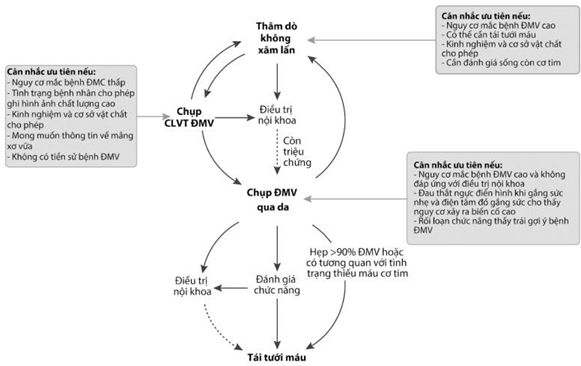 Thăm dò
không
xâm lấn
Cân nhắc ưu tiên nếu:
- Nguy cơ mắc bệnh ĐMV cao
- Có thể cần tái tưới máu
- Kinh nghiệm và cơ sở vật chất
cho phép
- Cần đánh giá sống còn cơ tim
Cân nhắc ưu tiên nếu:
- Nguy cơ mắc bệnh ĐMC thấp
- Tình trạng bệnh nhân cho phép
ghi hình ảnh chất lượng cao
- Kinh nghiệm và cơ sở vật chất
cho phép
- Mong muốn thông tin về mảng
xơ vữa
- Không có tiền sử bệnh ĐMV
Chụp
CLVT ĐMV
Điều trị
nội khoa
Còn
triệu
chứng
Chụp ĐMV
qua da
Cân nhắc ưu tiên nếu:
- Nguy cơ mắc bệnh ĐMV cao và không
đáp ứng với điều trị nội khoa
- Đau thắt ngực điển hình khi gắng sức
nhẹ và điện tâm đồ gắng sức cho thấy
nguy cơ xảy ra biến cố cao
- Rối loạn chức năng thấy trái gợi ý bệnh
ĐMV
Điều trị
nội khoa
Đánh giá
chức năng
Hẹp >90% ĐMV hoặc
có tương quan với tình
trạng thiếu máu cơ tim
Tái tưới máu